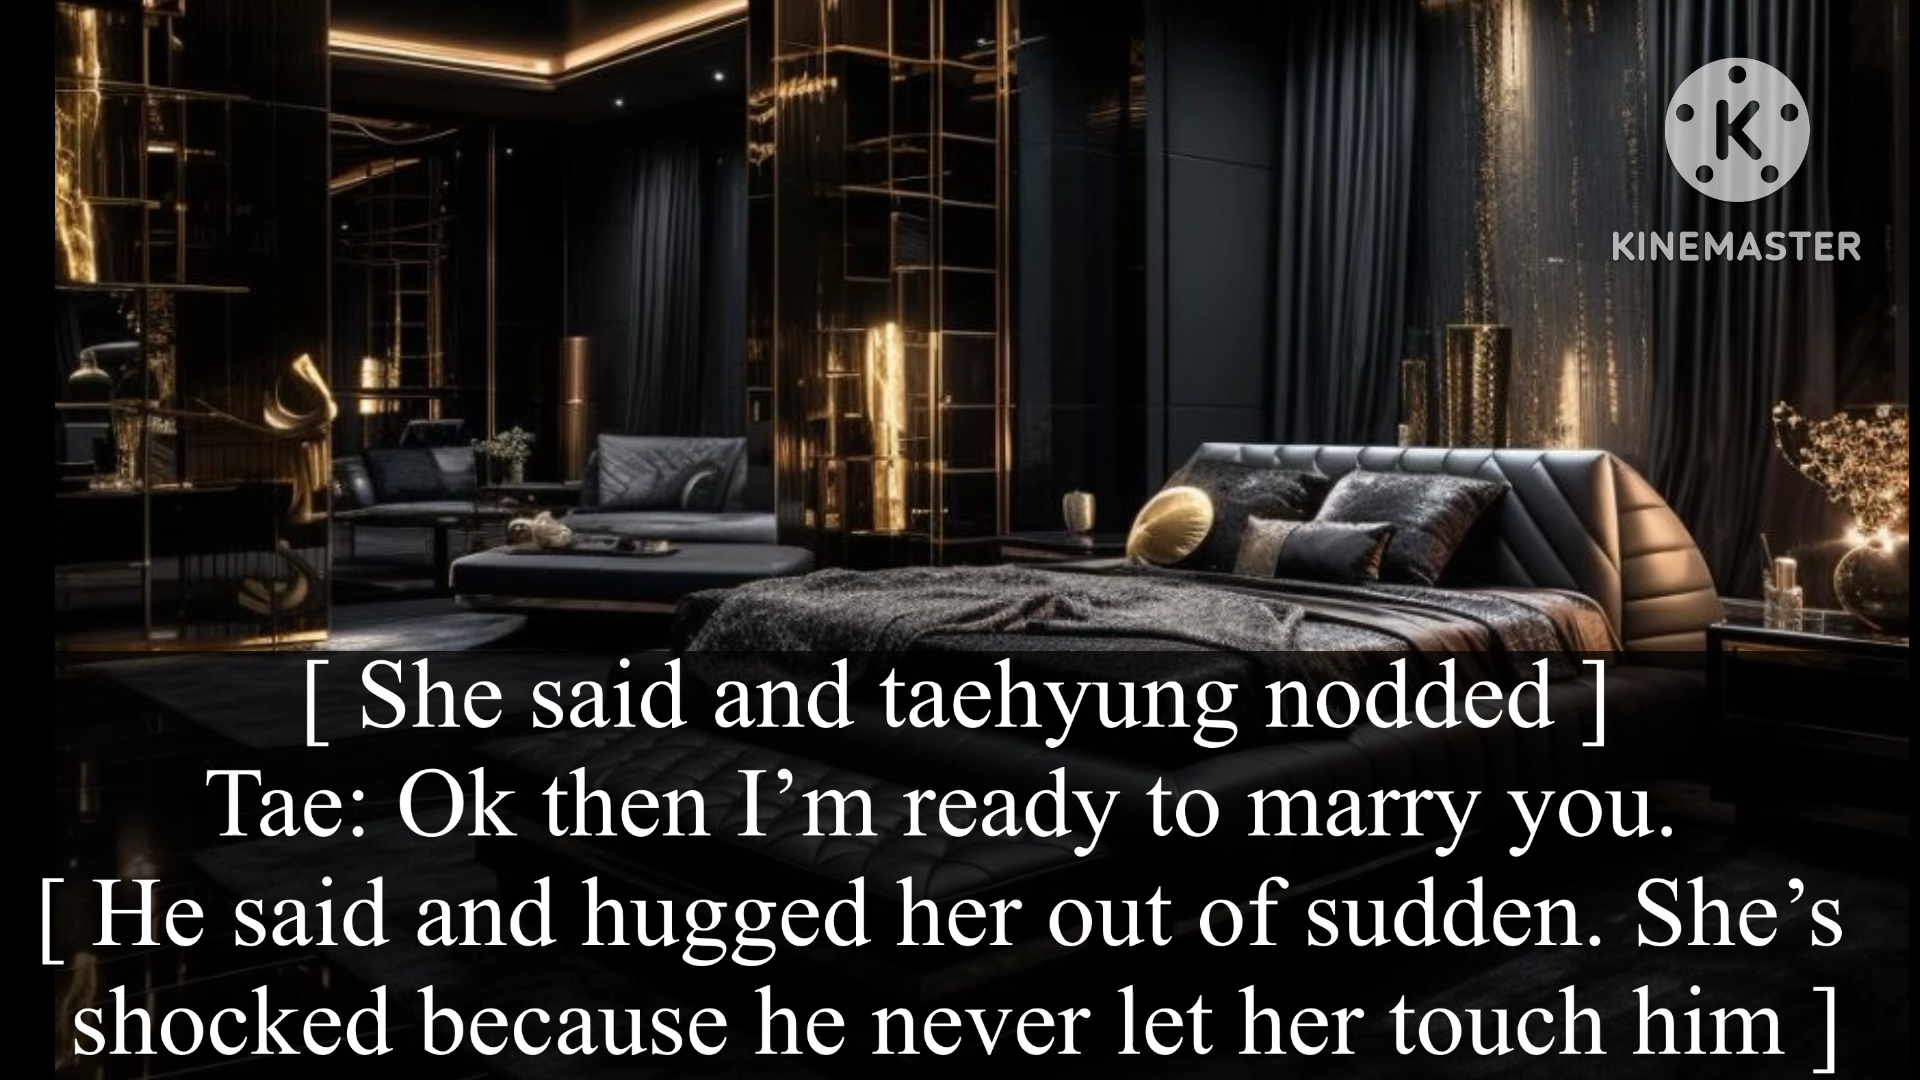 K
KINEMASTER
[ She said and taehyung nodded ]
Tae: Ok then I’m ready to marry you.
[ He said and hugged her out of sudden. She’s
shocked because he never let her touch him ]